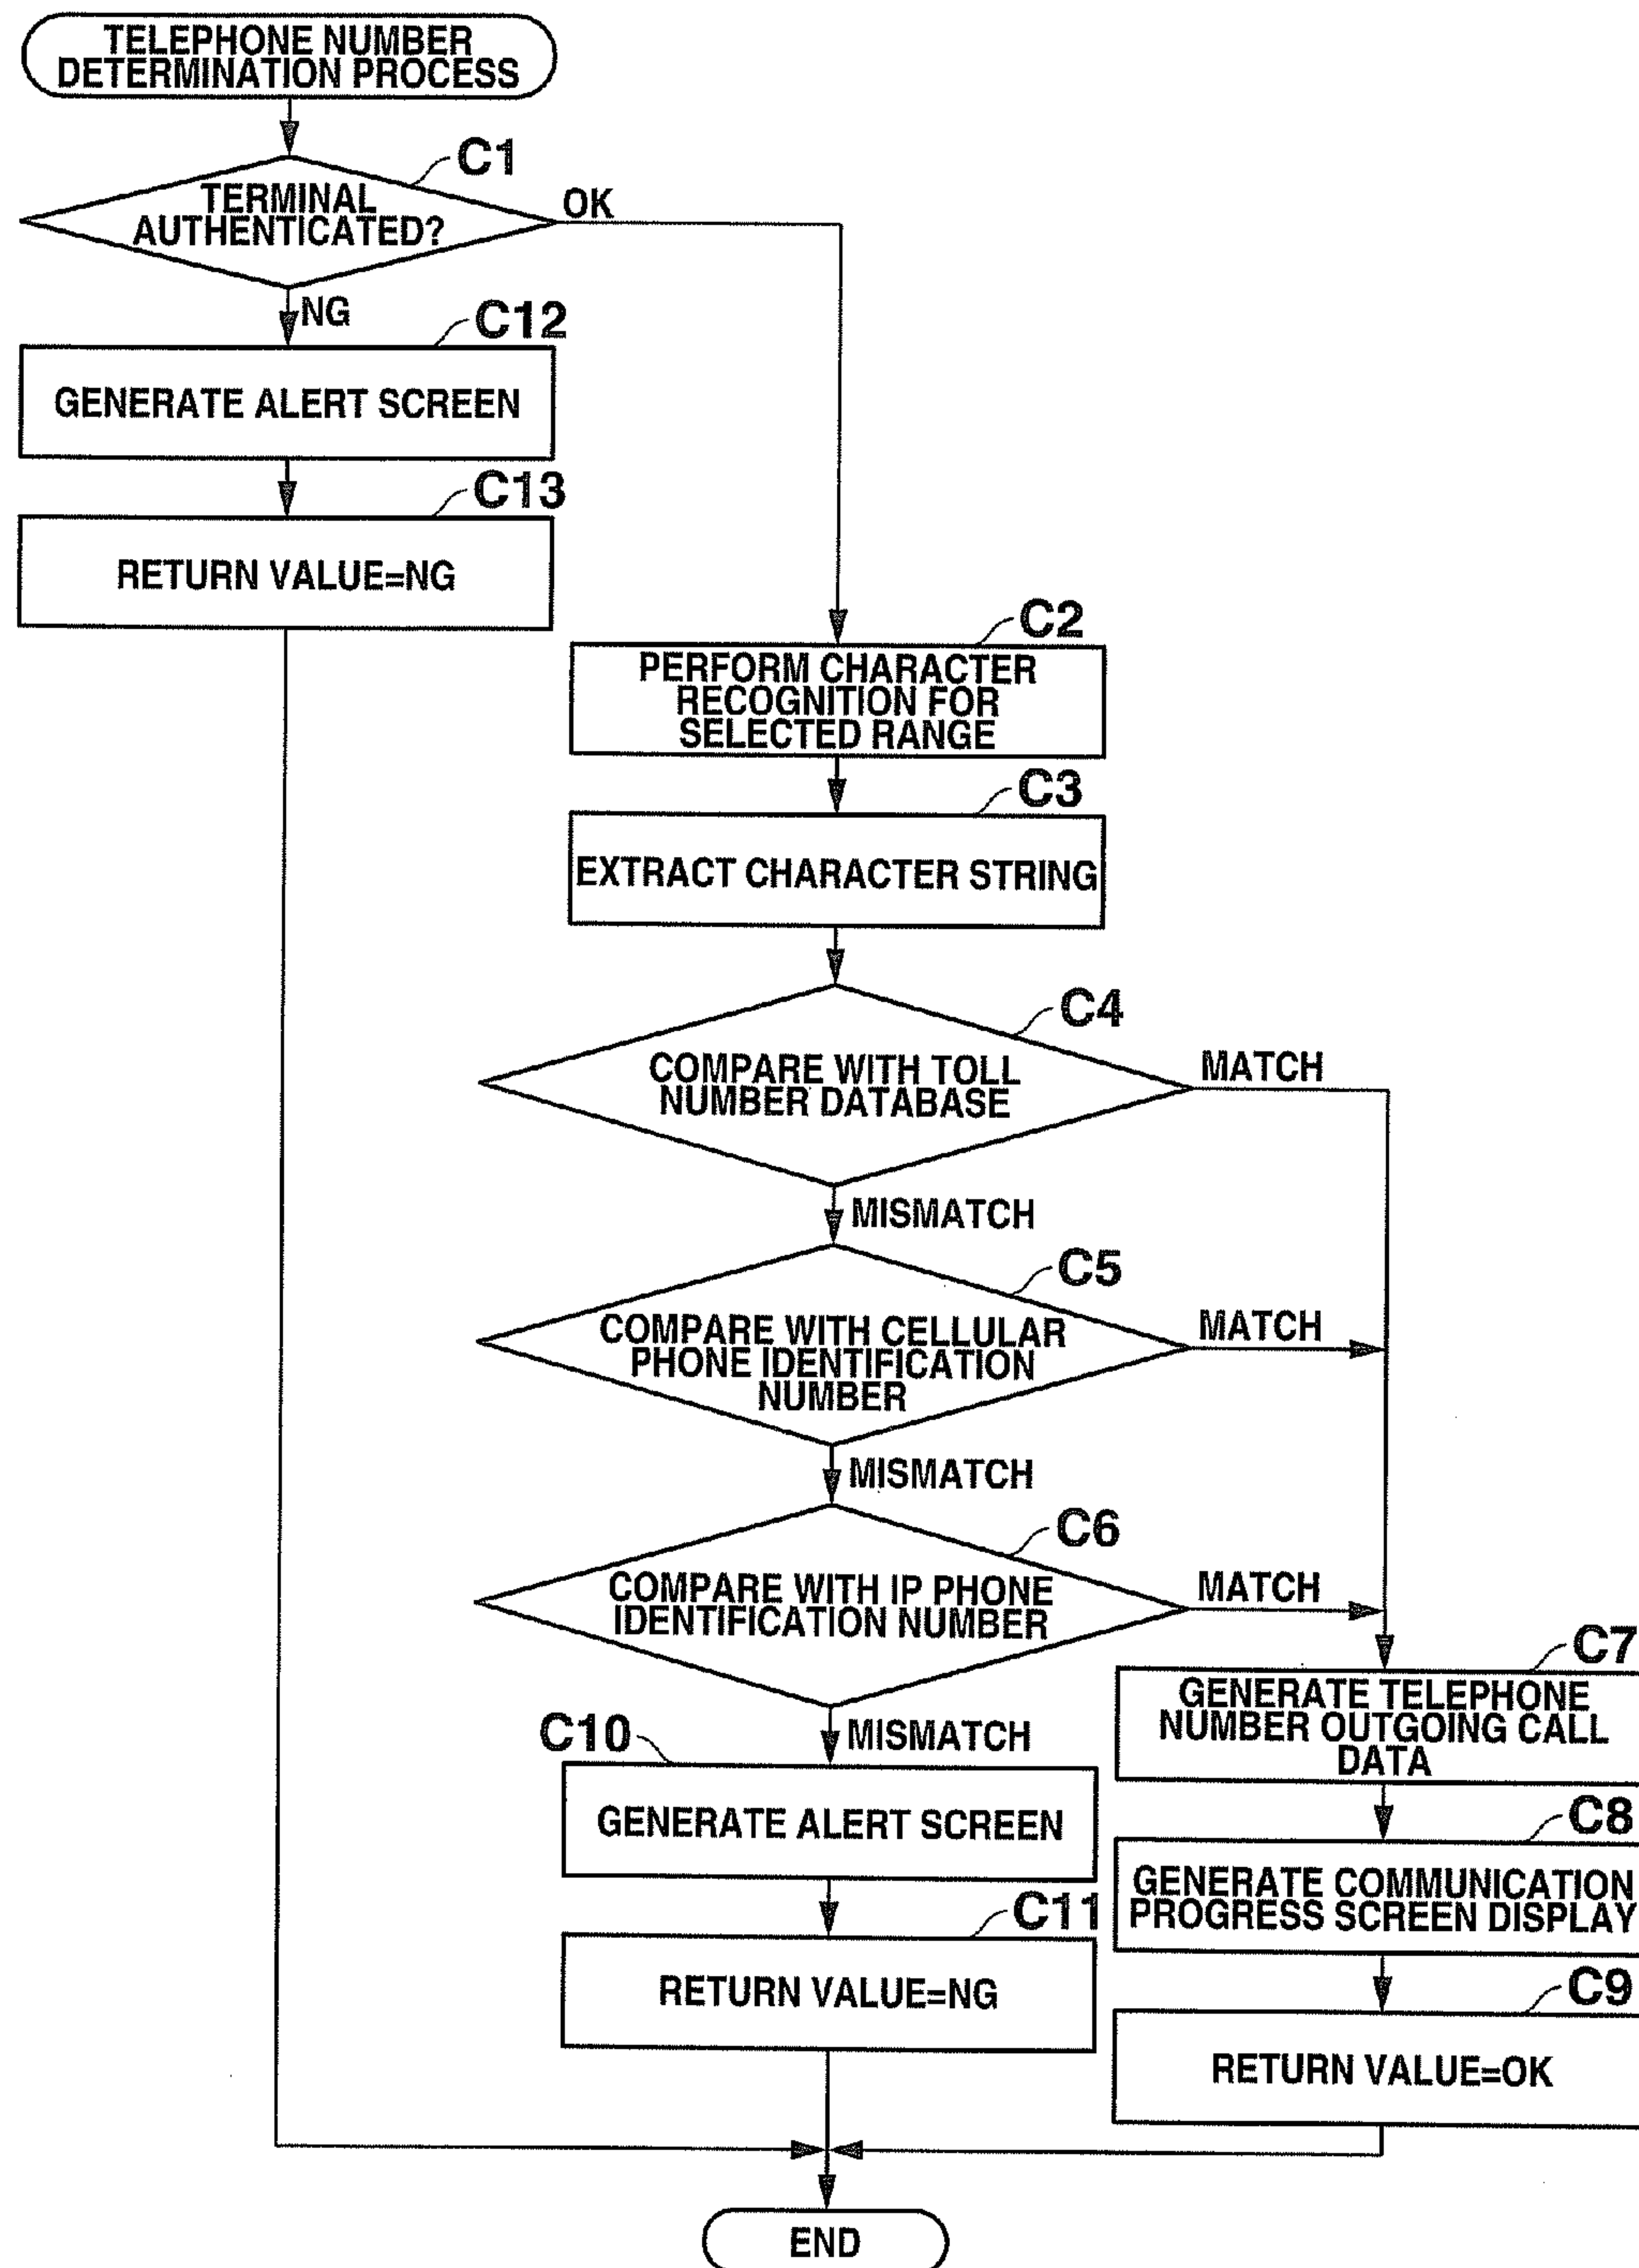 TELEPHONE NUMBER
DETERMINATION PROCESS
C1
TERMINAL
AUTHENTICATED?
OK
NG
C12
GENERATE ALERT SCREEN
C13
RETURN VALUE=NG
C2
PERFORM CHARACTER
RECOGNITION FOR
SELECTED RANGE
C3
EXTRACT CHARACTER STRING
C4
COMPARE WITH TOLL
NUMBER DATABASE
MATCH
MISMATCH
C5
COMPARE WITH CELLULAR
PHONE IDENTIFICATION
NUMBER
MATCH
MISMATCH
C6
COMPARE WITH IP PHONE
IDENTIFICATION NUMBER
MATCH
MISMATCH
C7
GENERATE TELEPHONE
NUMBER OUTGOING CALL
DATA
C10
GENERATE ALERT SCREEN
C8
GENERATE COMMUNICATION
PROGRESS SCREEN DISPLAY
C11
RETURN VALUE=NG
C9
RETURN VALUE=OK
END